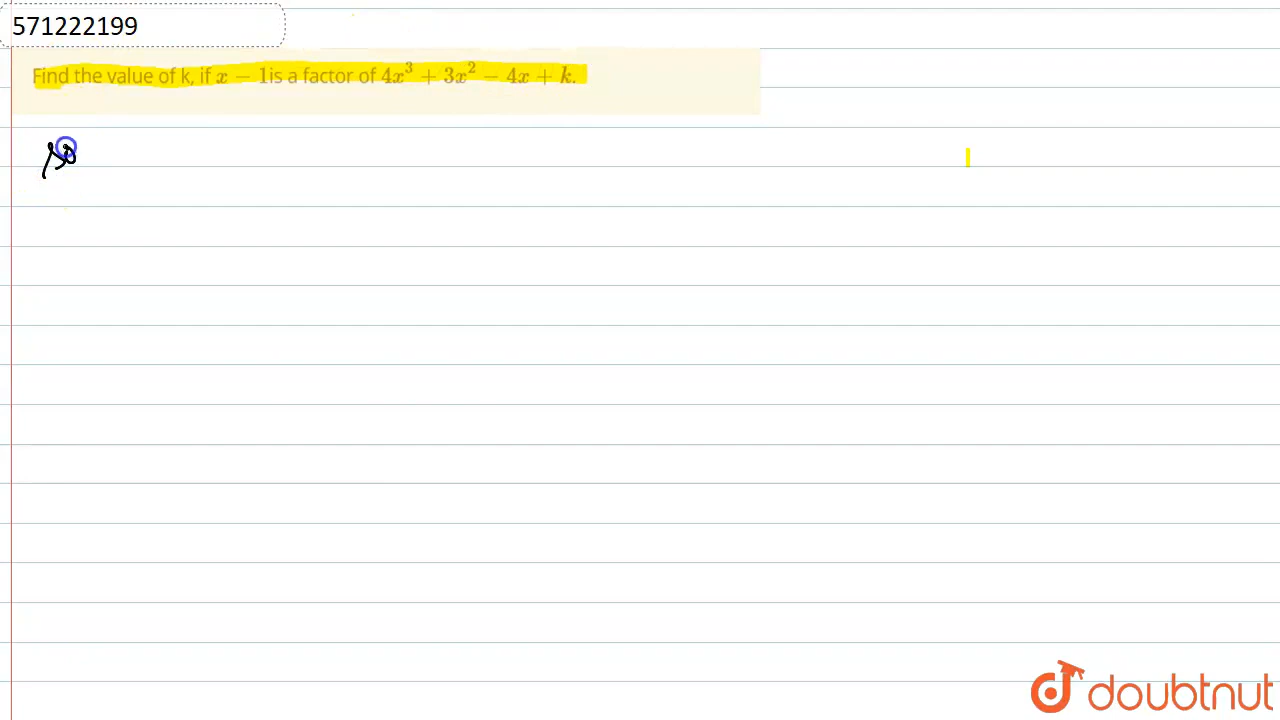 571222199
Find the value of k, if x − 1is a factor of 4x³ + 3x² − 4x + k.
doubtnut